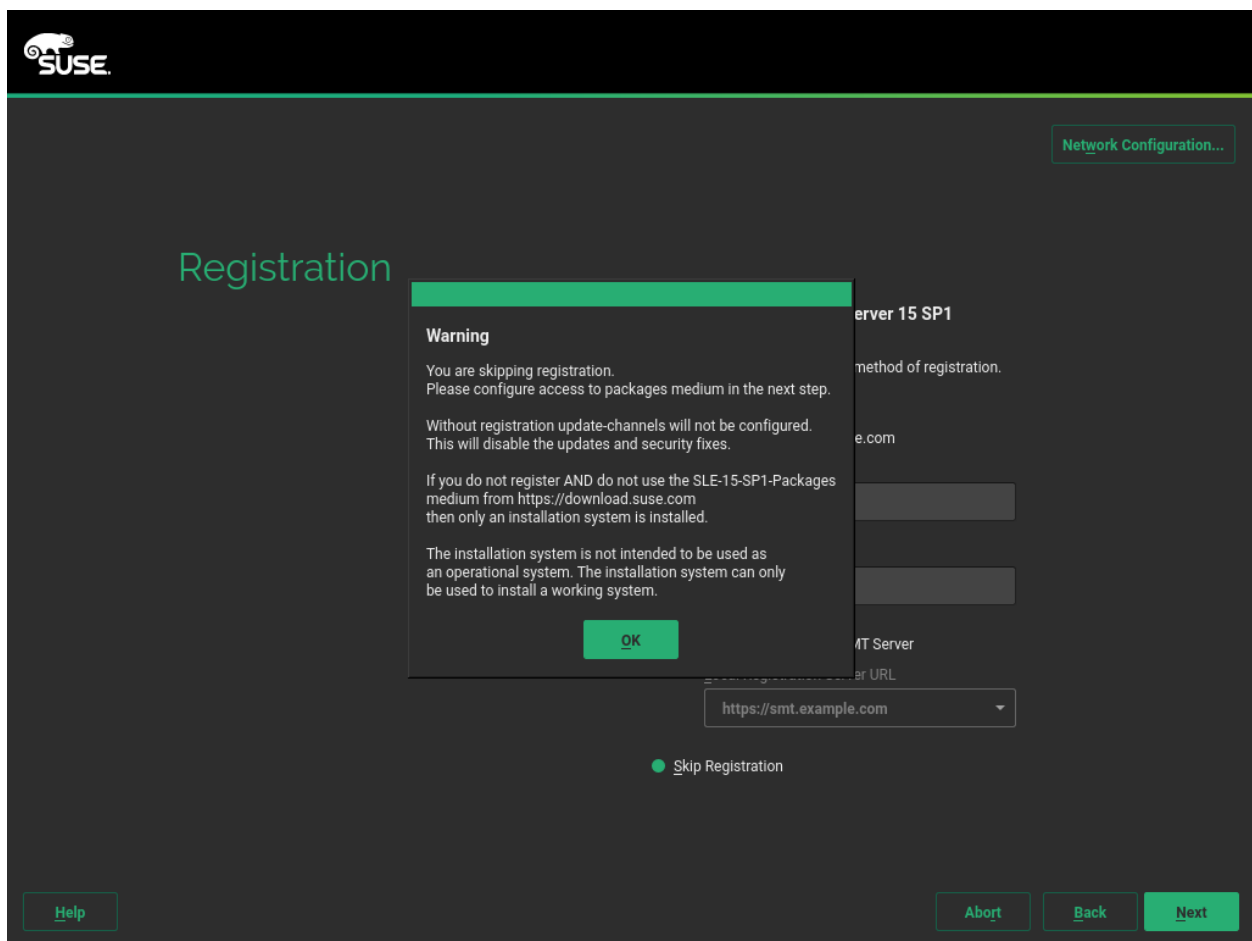 SUSE.
Network Configuration...
Registration
erver 15 SP1
Warning
You are skipping registration.
Please configure access to packages medium in the next step.
method of registration.
Without registration update-channels will not be configured.
This will disable the updates and security fixes.
e.com
If you do not register AND do not use the SLE-15-SP1-Packages
medium from https://download.suse.com
then only an installation system is installed.
The installation system is not intended to be used as
an operational system. The installation system can only
be used to install a working system.
OK
MT Server
er URL
https://smt.example.com
Skip Registration
Help
Abort
Back
Next